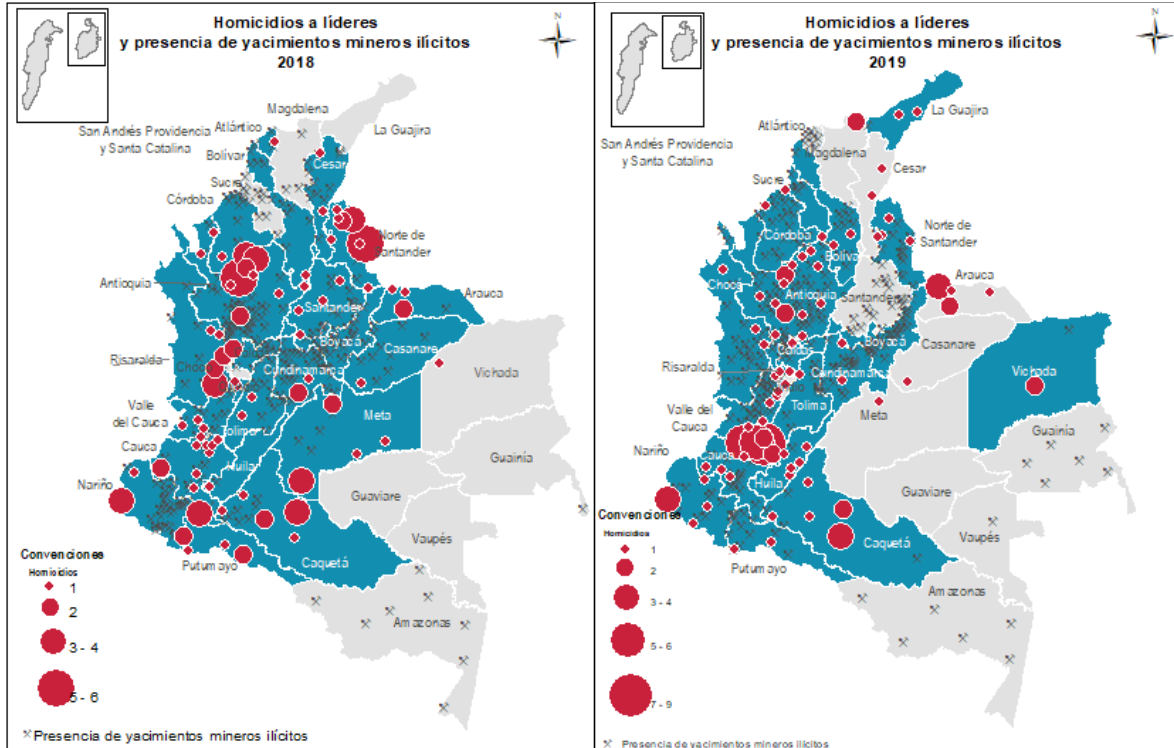 Homicidios a líderes
y presencia de yacimientos mineros ilícitos
2018
N
Magdalena
La Guajira
San Andrés Providencia
y Santa Catalina
Atlántico
Bolívar
Cesar
Sucre
Córdoba
Norte de
Santander
Antioquia
Arauca
Santander
Boyacá
Risaralda
Chocó
Casanare
Cundinamarca
Vichada
Valle
del Cauca
Meta
Tolima
Cauca
Guainía
Huila
Nariño
Guaviare
Vaupés
Caquetá
Putumayo
Amazonas
Convenciones
Homicidios
1
2
3 - 4
5 - 6
Presencia de yacimientos mineros ilícitos
Homicidios a líderes
y presencia de yacimientos mineros ilícitos
2019
N
La Guajira
Atlántico
San Andrés Providencia
y Santa Catalina
Magdalena
Cesar
Sucre
Norte de
Santander
Córdoba
Bolívar
Chocó
Arauca
Antioquia
Santander
Boyacá
Casanare
Caldas
Risaralda
Cundinamarca
Vichada
Tolima
Meta
Valle del
Cauca
Guainía
Nariño
Cauca
Huila
Guaviare
Vaupés
Caquetá
Putumayo
Amazonas
Convenciones
Homicidios
1
2
3 - 4
5 - 6
7 - 9
Presencia de yacimientos mineros ilícitos